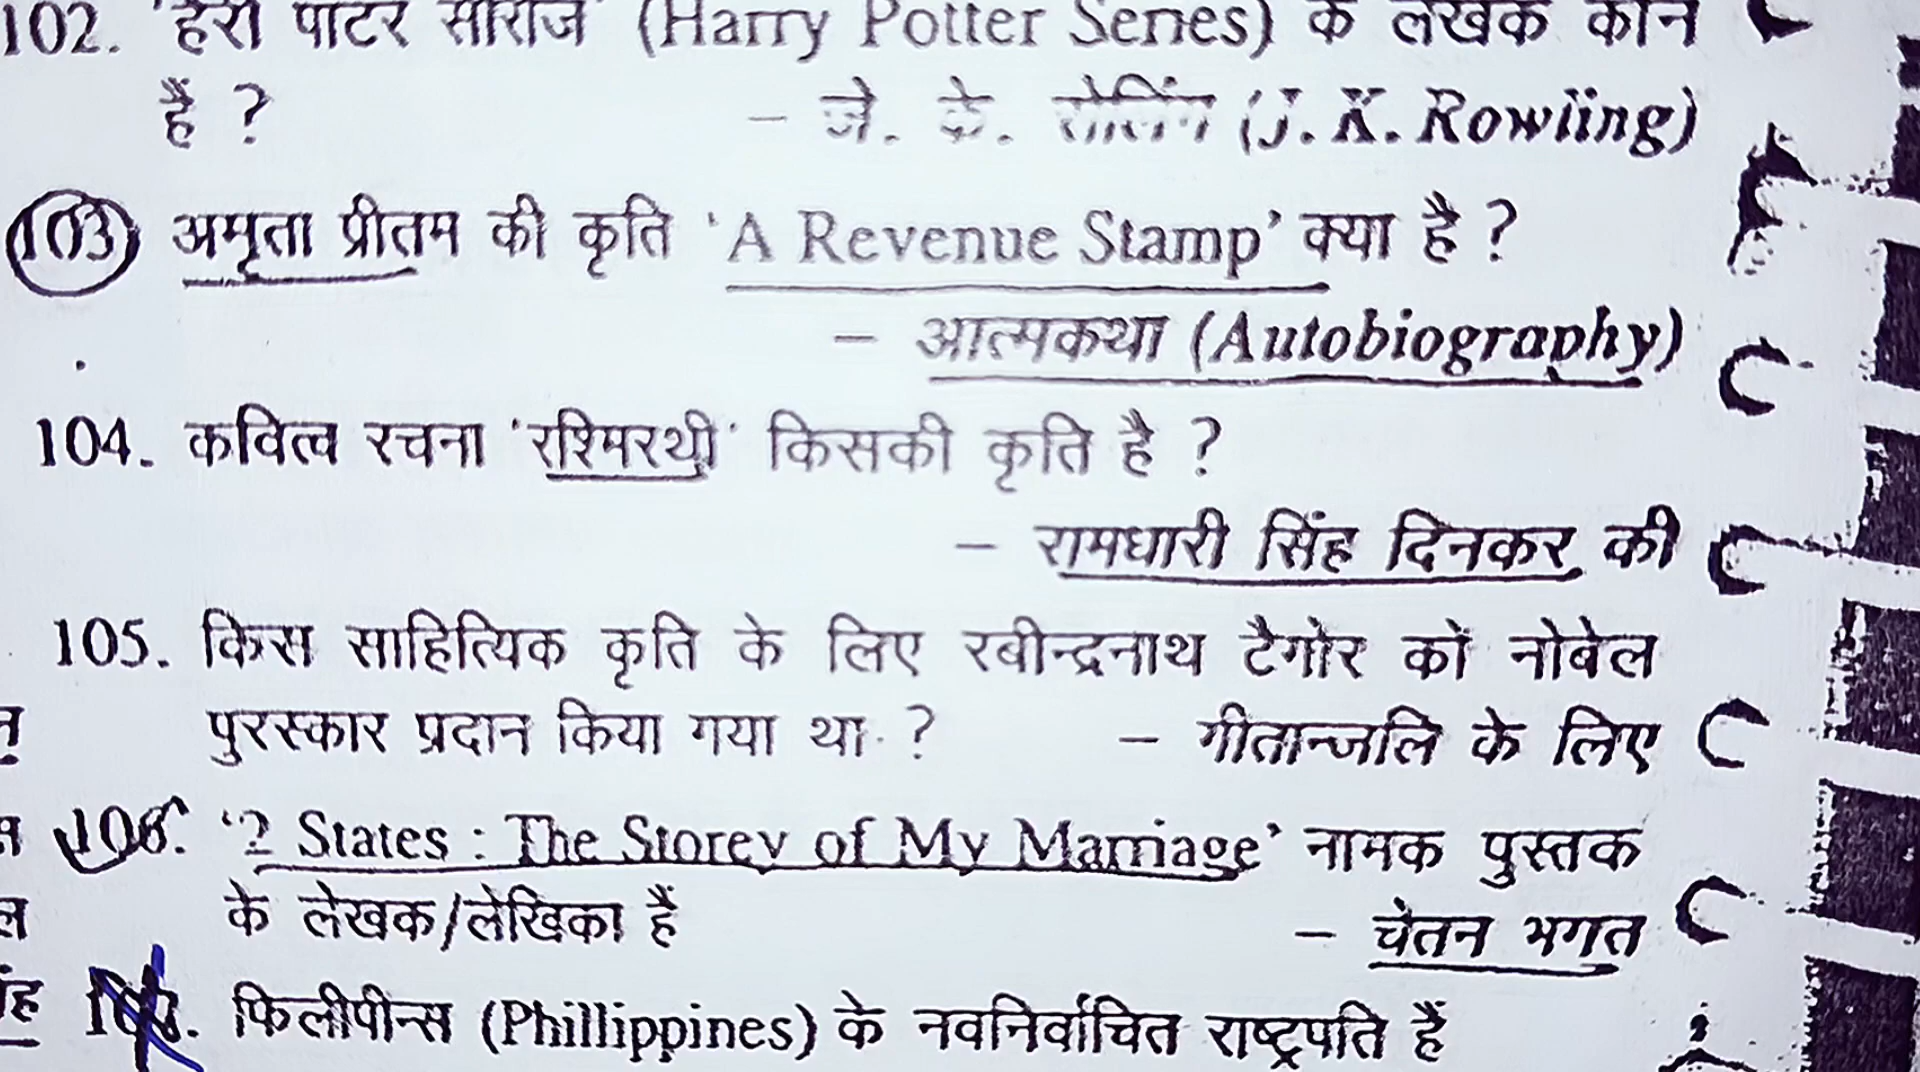 102. 'हैरी पॉटर सीरीज' (Harry Potter Series) के लेखक कौन
हैं ? – जे. के. रोलिंग (J. K. Rowling)
103 अमृता प्रीतम की कृति 'A Revenue Stamp' क्या है ?
– आत्मकथा (Autobiography)
104. कवित्व रचना 'रश्मिरथी' किसकी कृति है ?
– रामधारी सिंह दिनकर की
105. किस साहित्यिक कृति के लिए रबीन्द्रनाथ टैगोर को नोबेल
पुरस्कार प्रदान किया गया था ? – गीतान्जलि के लिए
106. '2 States : The Storey of My Marriage' नामक पुस्तक
के लेखक/लेखिका हैं – चेतन भगत
107. फिलीपीन्स (Phillippines) के नवनिर्वाचित राष्ट्रपति हैं